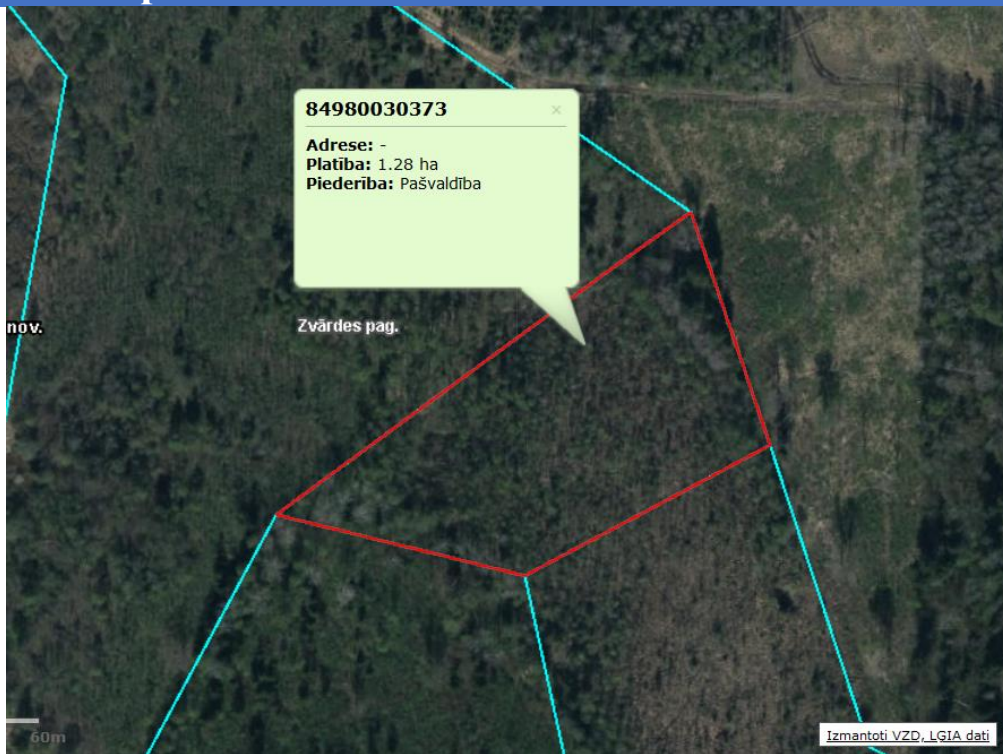 84980030373 ×
Adrese: -
Platība: 1.28 ha
Piederība: Pašvaldība
nov.
Zvārdes pag.
60m
Izmantoti VZD, LĢIA dati